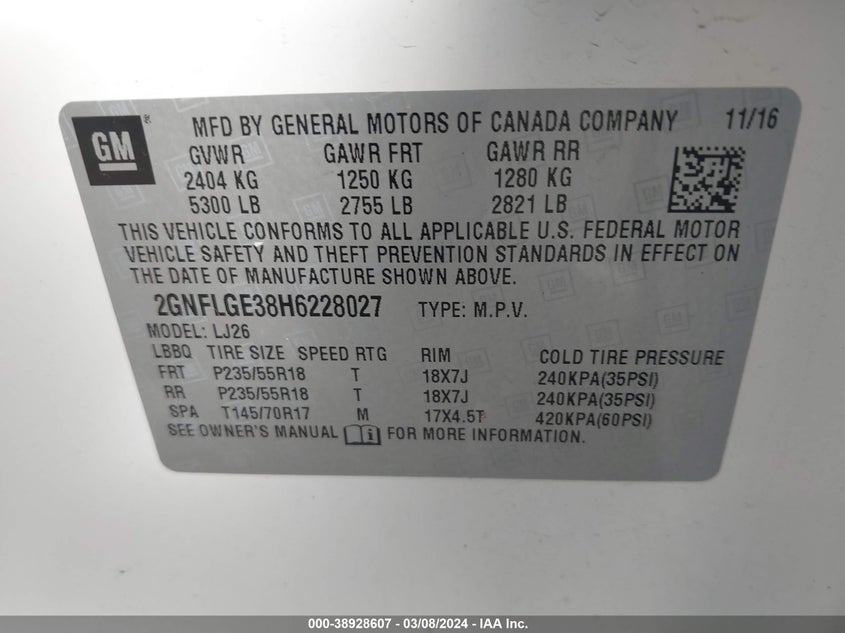 GM ® MFD BY GENERAL MOTORS OF CANADA COMPANY 11/16
GVWR GAWR FRT GAWR RR
2404 KG 1250 KG 1280 KG
5300 LB 2755 LB 2821 LB
THIS VEHICLE CONFORMS TO ALL APPLICABLE U.S. FEDERAL MOTOR
VEHICLE SAFETY AND THEFT PREVENTION STANDARDS IN EFFECT ON
THE DATE OF MANUFACTURE SHOWN ABOVE.
2GNFLGE38H6228027 TYPE: M.P.V.
MODEL: LJ26
LBBQ TIRE SIZE SPEED RTG RIM COLD TIRE PRESSURE
FRT P235/55R18 T 18X7J 240KPA(35PSI)
RR P235/55R18 T 18X7J 240KPA(35PSI)
SPA T145/70R17 M 17X4.5T 420KPA(60PSI)
SEE OWNER'S MANUAL FOR MORE INFORMATION.
000-38928607 - 03/08/2024 - IAA Inc.